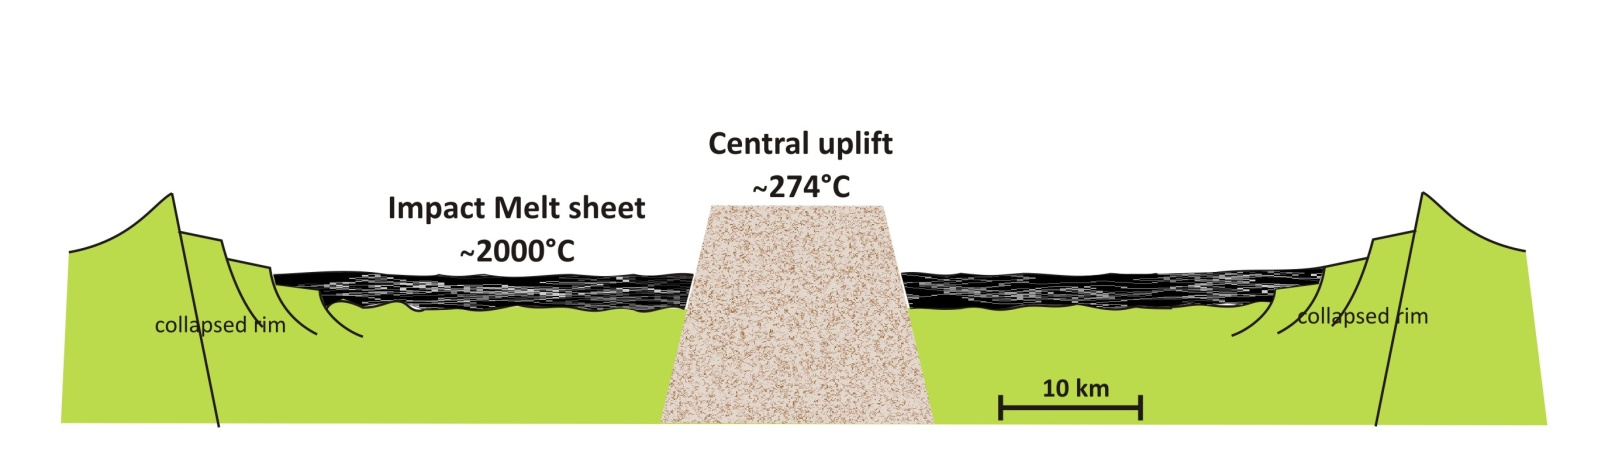 Central uplift
~274°C
Impact Melt sheet
~2000°C
collapsed rim
collapsed rim
10 km